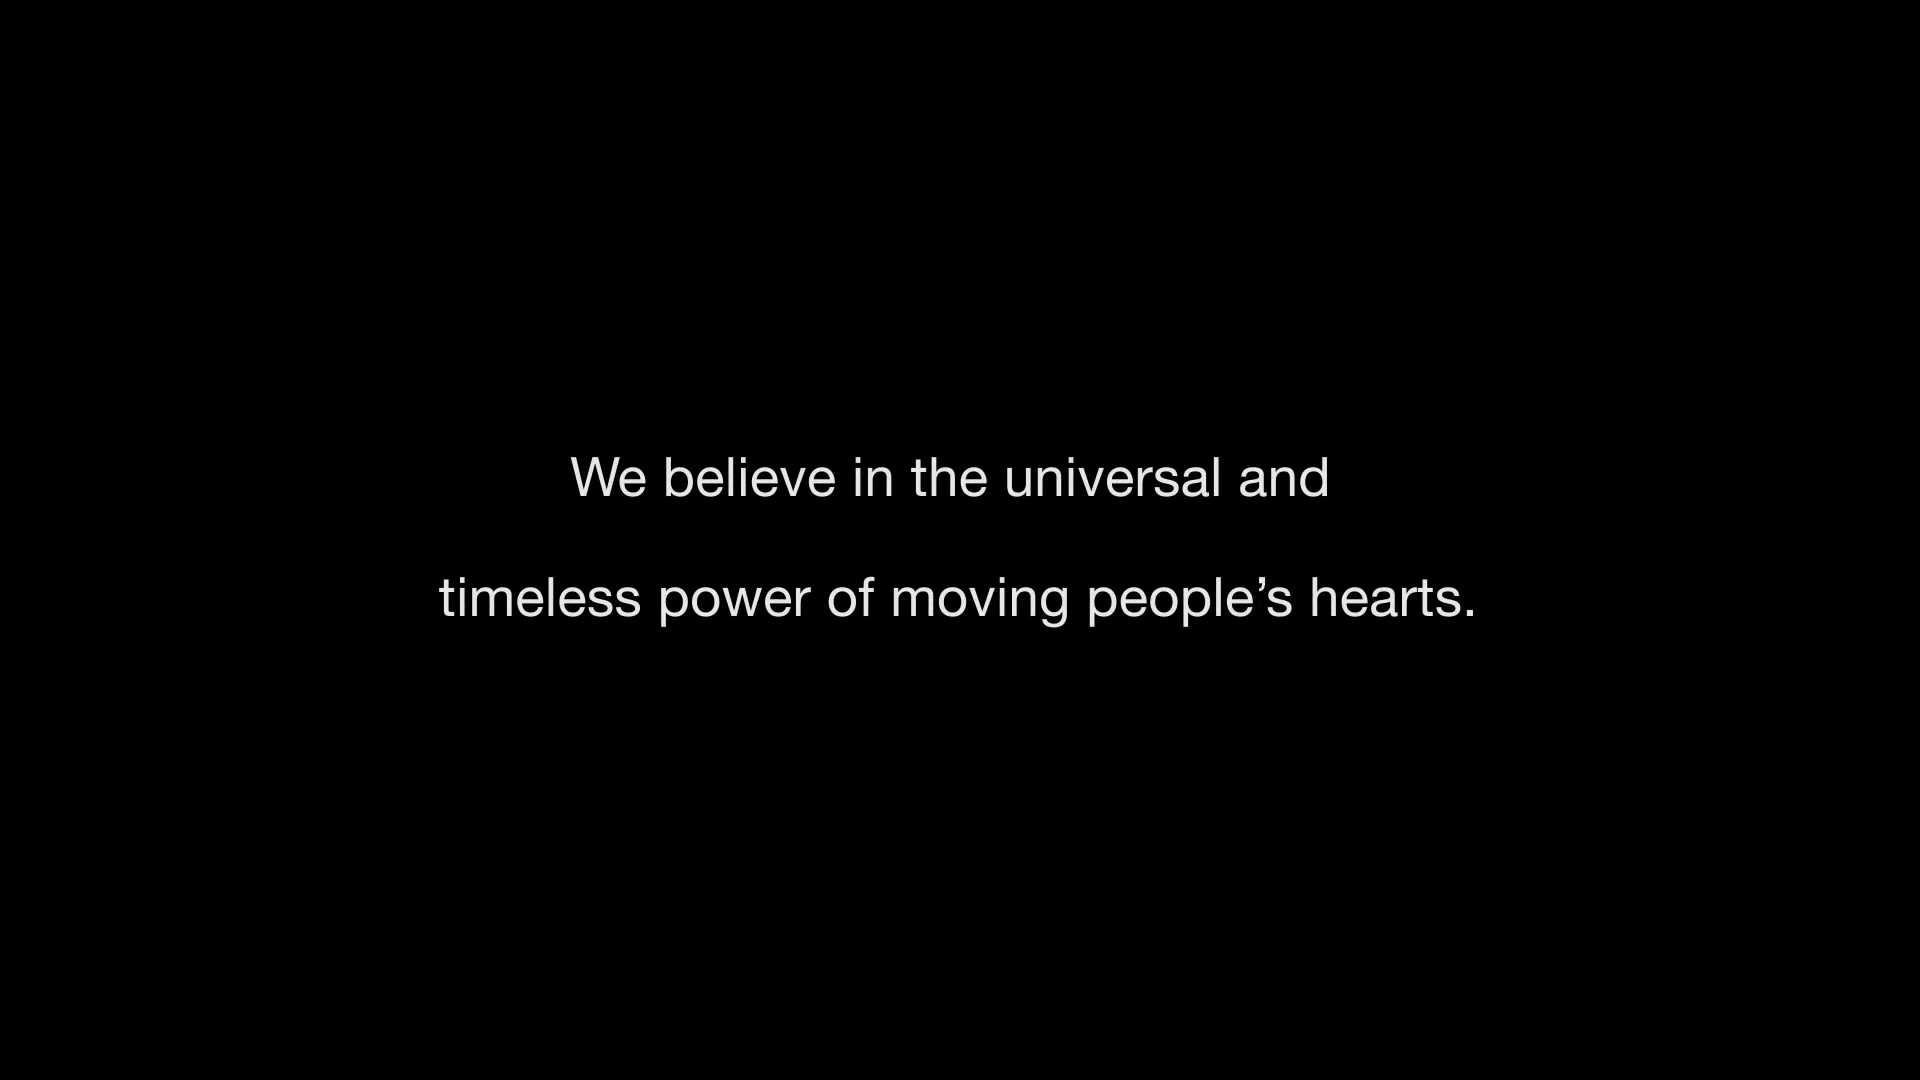 We believe in the universal and
timeless power of moving people’s hearts.